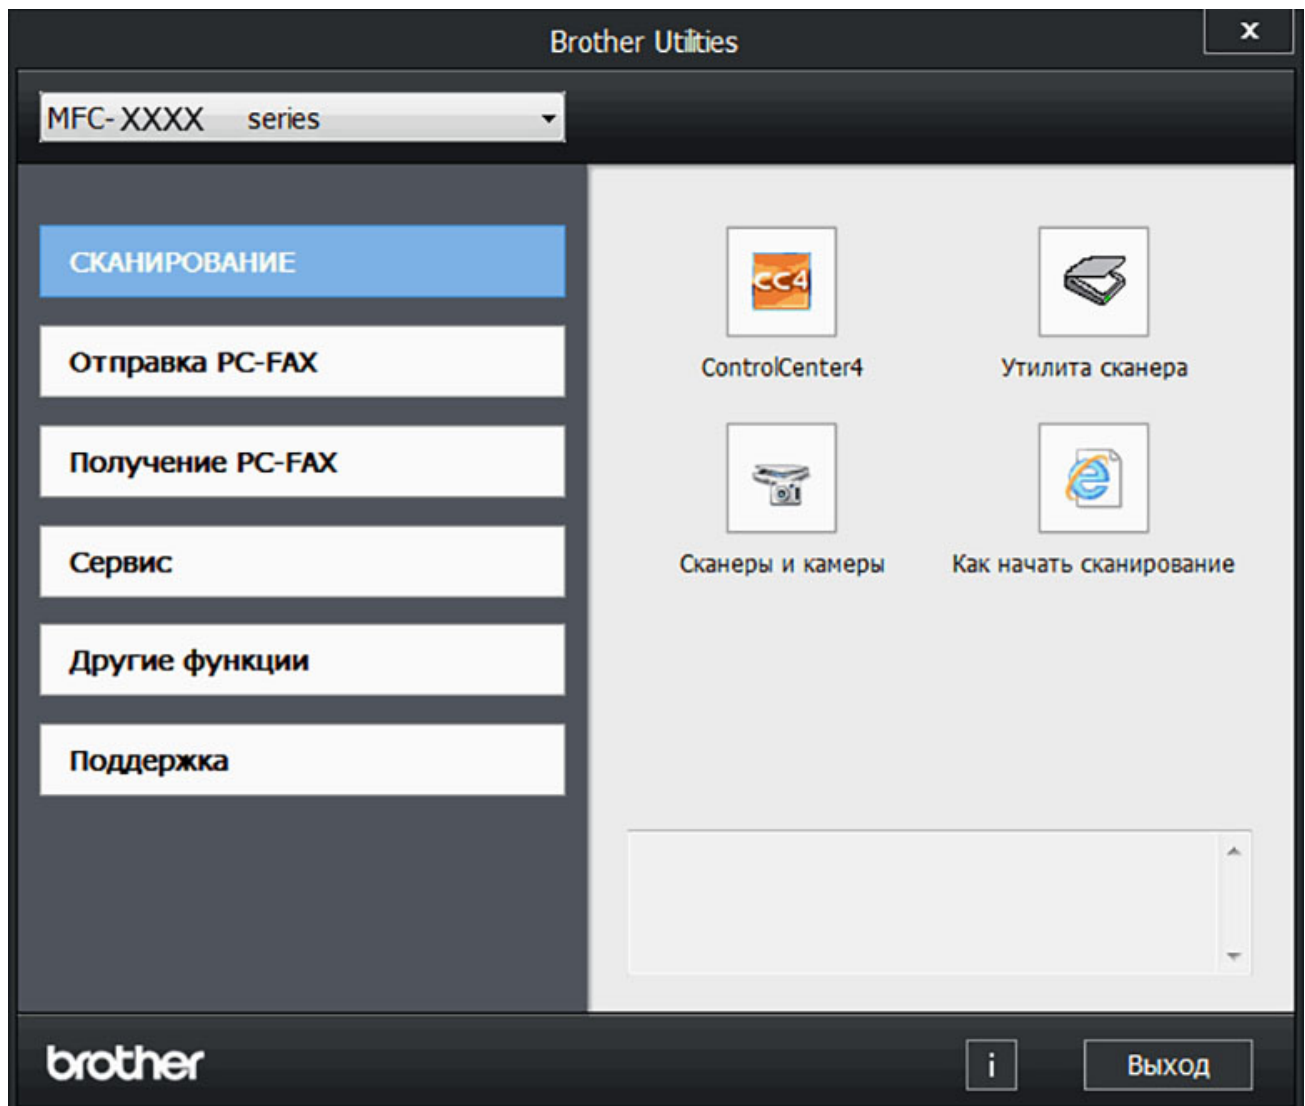 Brother Utilities
x
MFC-XXXX series
СКАНИРОВАНИЕ
Отправка PC-FAX
Получение PC-FAX
Сервис
Другие функции
Поддержка
CC4
ControlCenter4
Утилита сканера
Сканеры и камеры
Как начать сканирование
brother
i
Выход